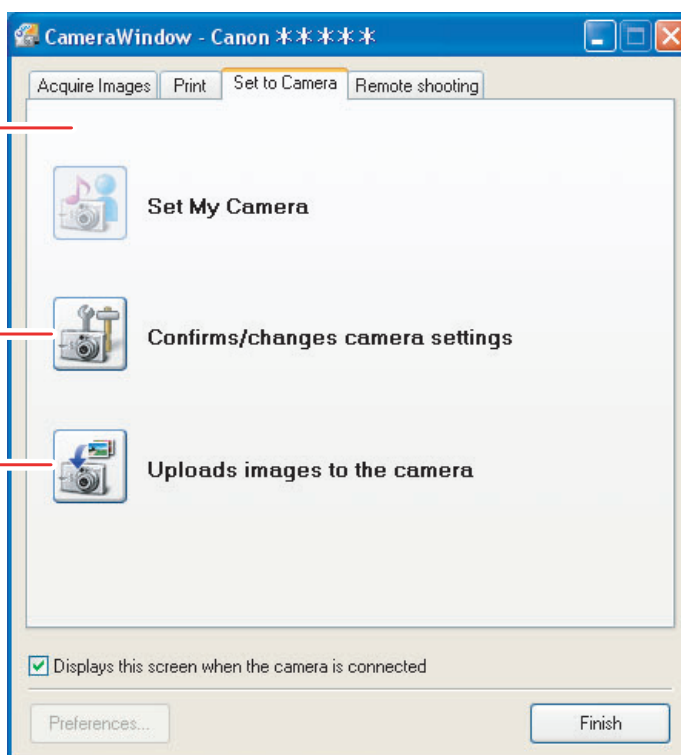 CameraWindow - Canon ＊＊＊＊＊
Acquire Images Print Set to Camera Remote shooting
Set My Camera
Confirms/changes camera settings
Uploads images to the camera
Displays this screen when the camera is connected
Preferences... Finish